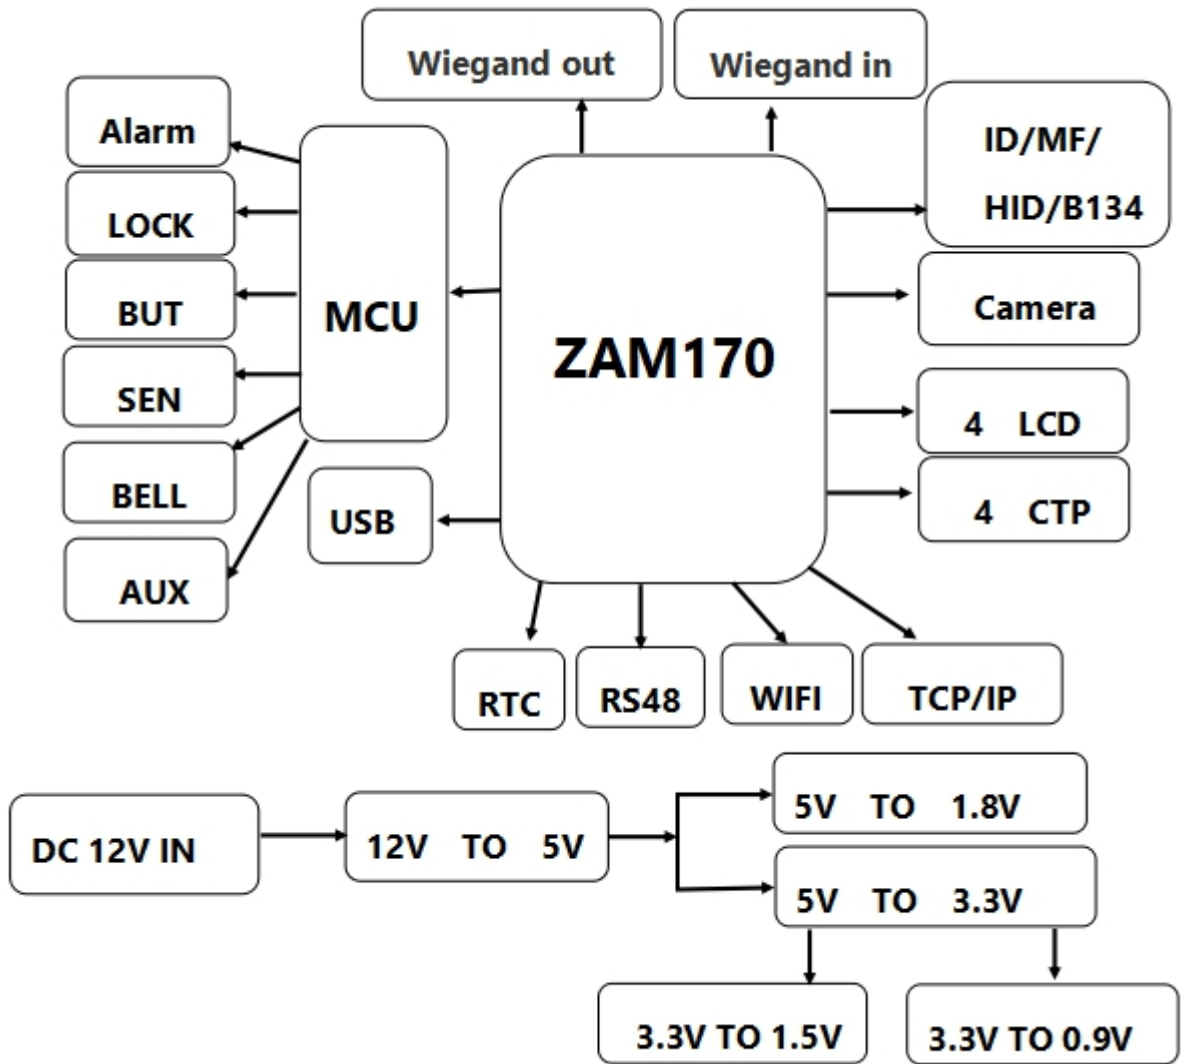 Wiegand out
Wiegand in
Alarm
ID/MF/
HID/B134
LOCK
BUT
MCU
Camera
ZAM170
SEN
4 LCD
BELL
USB
4 CTP
AUX
RTC
RS48
WIFI
TCP/IP
DC 12V IN
12V TO 5V
5V TO 1.8V
5V TO 3.3V
3.3V TO 1.5V
3.3V TO 0.9V